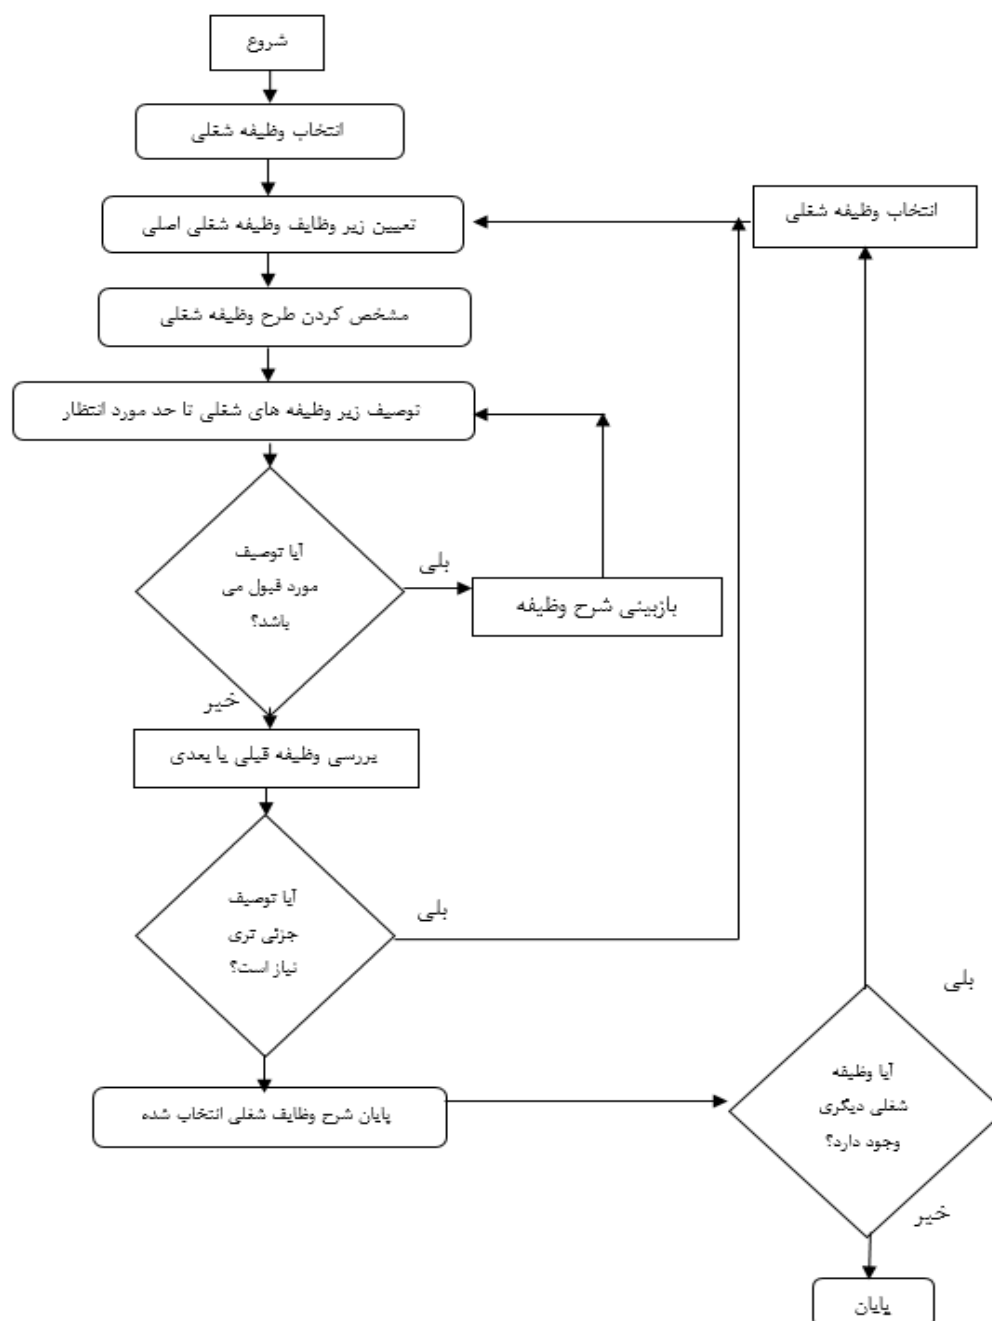 شروع
انتخاب وظیفه شغلی
تعیین زیر وظایف وظیفه شغلی اصلی
انتخاب وظیفه شغلی
مشخص کردن طرح وظیفه شغلی
توصیف زیر وظیفه های شغلی تا حد مورد انتظار
آیا توصیف
مورد قبول می
باشد؟
بلی
بازبینی شرح وظیفه
خیر
بررسی وظیفه قبلی یا بعدی
آیا توصیف
جزئی تری
نیاز است؟
بلی
پایان شرح وظایف شغلی انتخاب شده
بلی
آیا وظیفه
شغلی دیگری
وجود دارد؟
خیر
پایان